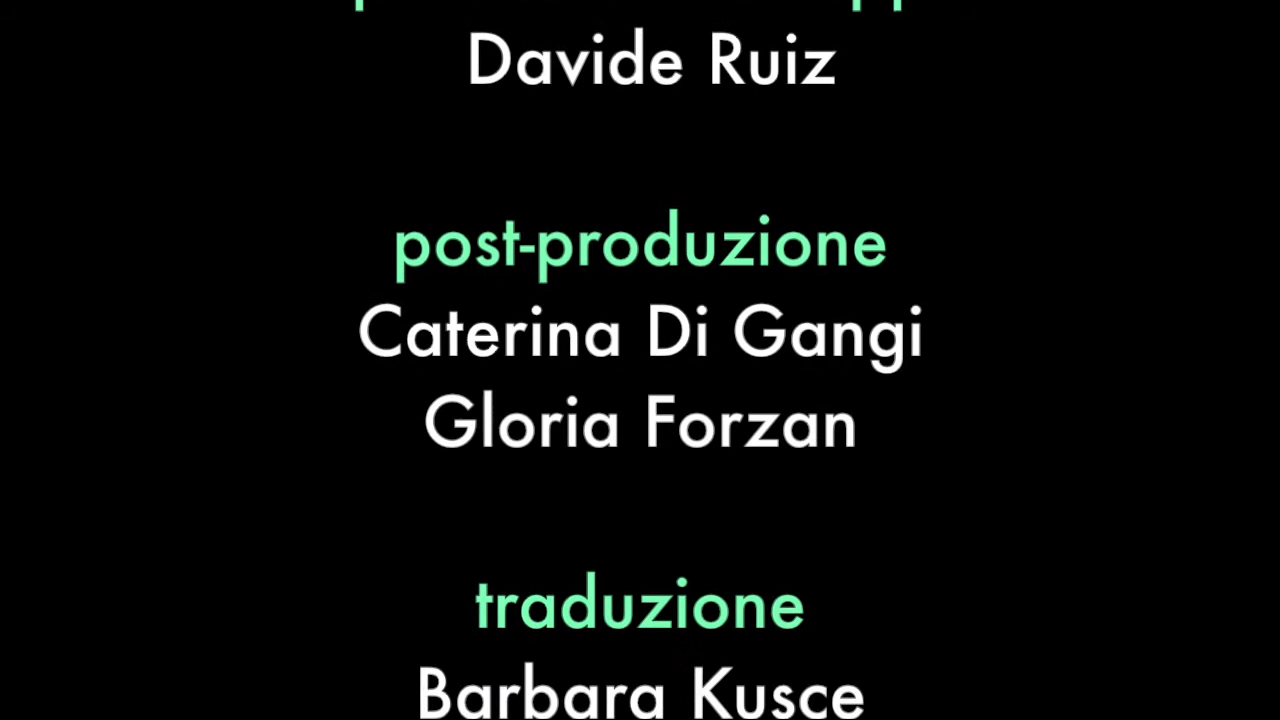 Davide Ruiz
post-produzione
Caterina Di Gangi
Gloria Forzan
traduzione
Barbara Kusce